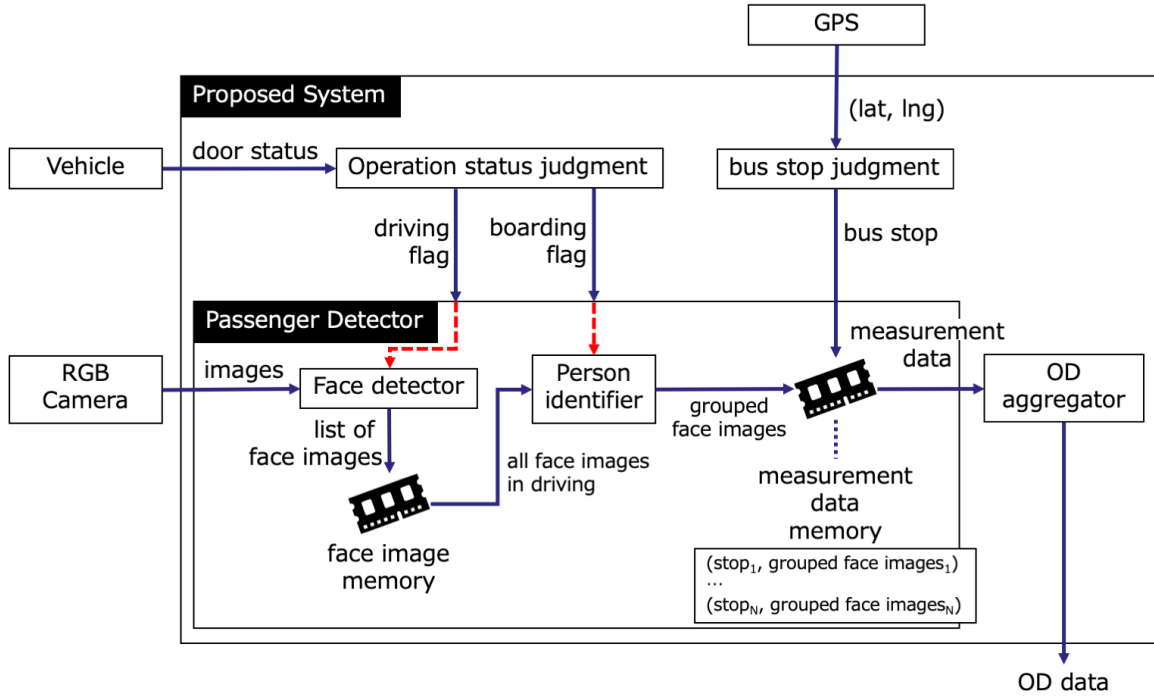 GPS
Proposed System
(lat, lng)
Vehicle
door status
Operation status judgment
bus stop judgment
driving
flag
boarding
flag
bus stop
Passenger Detector
measurement
data
RGB
Camera
images
Face detector
Person
identifier
grouped
face images
OD
aggregator
list of
face images
all face images
in driving
face image
memory
measurement
data
memory
(stop₁, grouped face images₁)
...
(stopN, grouped face imagesN)
OD data